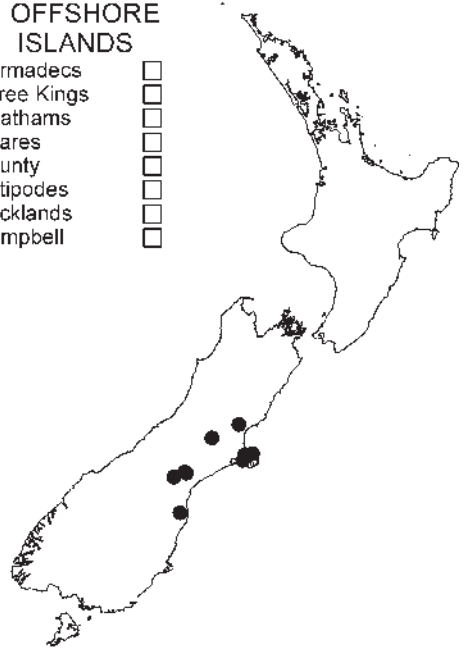 OFFSHORE
ISLANDS
rmadecs
ree Kings
athams
ares
unty
tipodes
cklands
mpbell